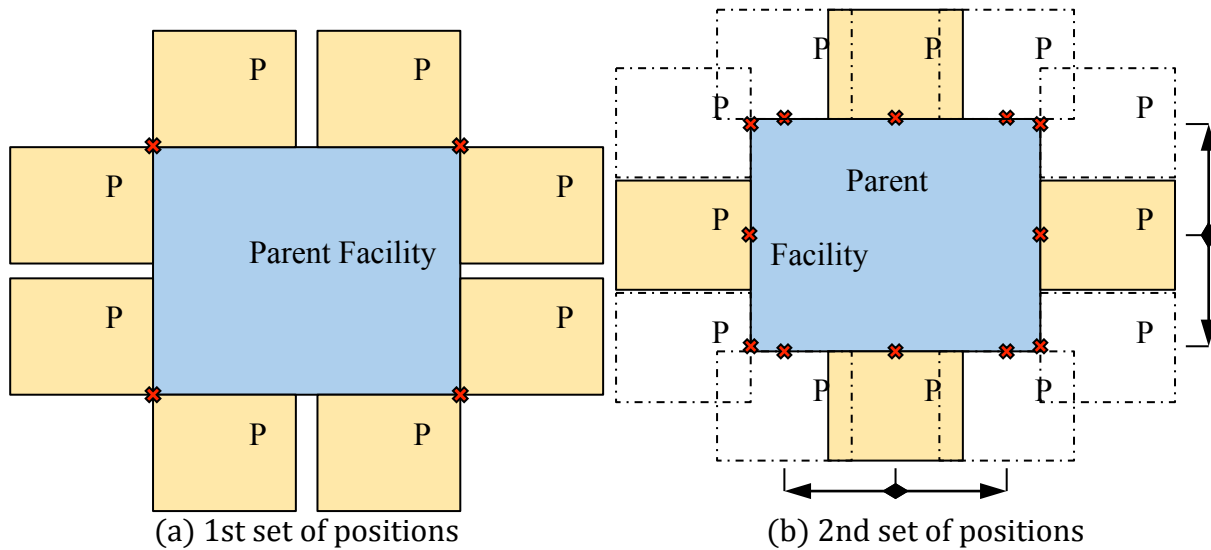 P P
P P
Parent Facility
P P
P P
(a) 1st set of positions
P P P
P P
Parent
P P
Facility
P P
P P P
(b) 2nd set of positions